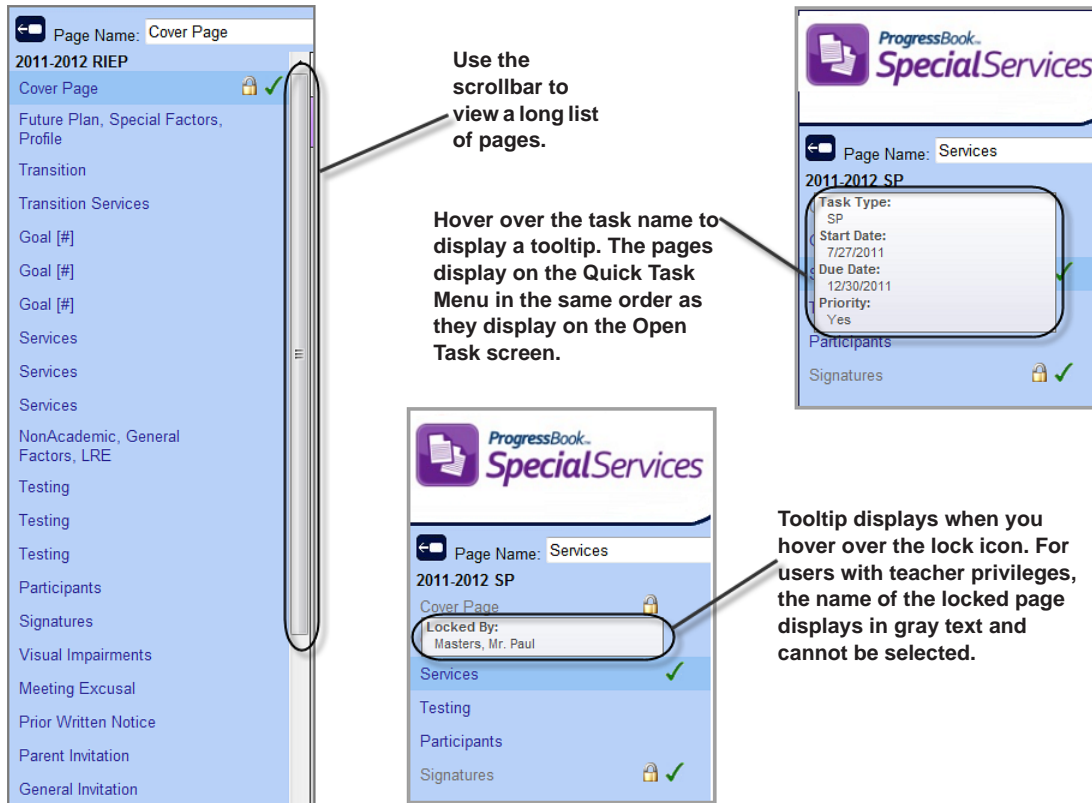 Page Name: Cover Page
2011-2012 RIEP
Cover Page
Future Plan, Special Factors,
Profile
Transition
Transition Services
Goal [#]
Goal [#]
Goal [#]
Services
Services
Services
NonAcademic, General
Factors, LRE
Testing
Testing
Testing
Participants
Signatures
Visual Impairments
Meeting Excusal
Prior Written Notice
Parent Invitation
General Invitation
Use the
scrollbar to
view a long list
of pages.
Hover over the task name to
display a tooltip. The pages
display on the Quick Task
Menu in the same order as
they display on the Open
Task screen.
ProgressBook
SpecialServices
Page Name: Services
2011-2012 SP
Task Type:
SP
Start Date:
7/27/2011
Due Date:
12/30/2011
Priority:
Yes
Participants
Signatures
ProgressBook
SpecialServices
Page Name: Services
2011-2012 SP
Cover Page
Locked By:
Masters, Mr. Paul
Services
Testing
Participants
Signatures
Tooltip displays when you
hover over the lock icon. For
users with teacher privileges,
the name of the locked page
displays in gray text and
cannot be selected.